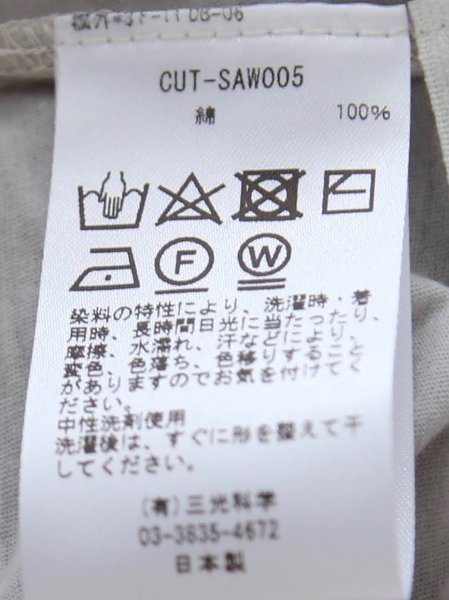 CUT-SAW005
綿 100%
F W
染料の特性により、洗濯時・着
用時、長時間日光に当たったり、
摩擦、水濡れ、汗などにより、
変色、色落ち、色移りすること
がありますのでお気を付けてく
ださい。
中性洗剤使用
洗濯後は、すぐに形を整えて干
してください。
(有)三光科学
03-3835-4672
日本製